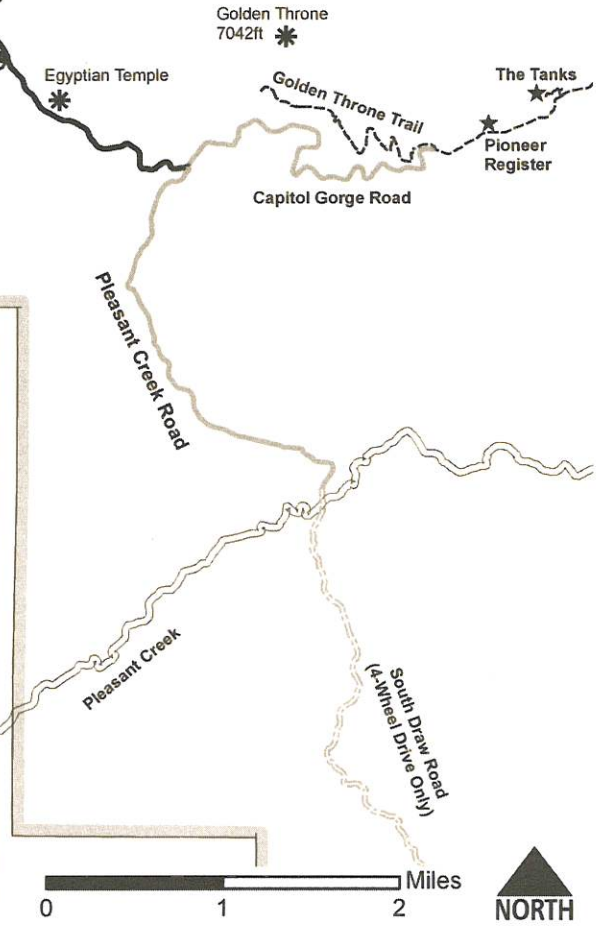 Golden Throne
7042ft
Egyptian Temple
The Tanks
Golden Throne Trail
Pioneer
Register
Capitol Gorge Road
Pleasant Creek Road
Pleasant Creek
South Draw Road
(4-Wheel Drive Only)
Miles
0 1 2
NORTH